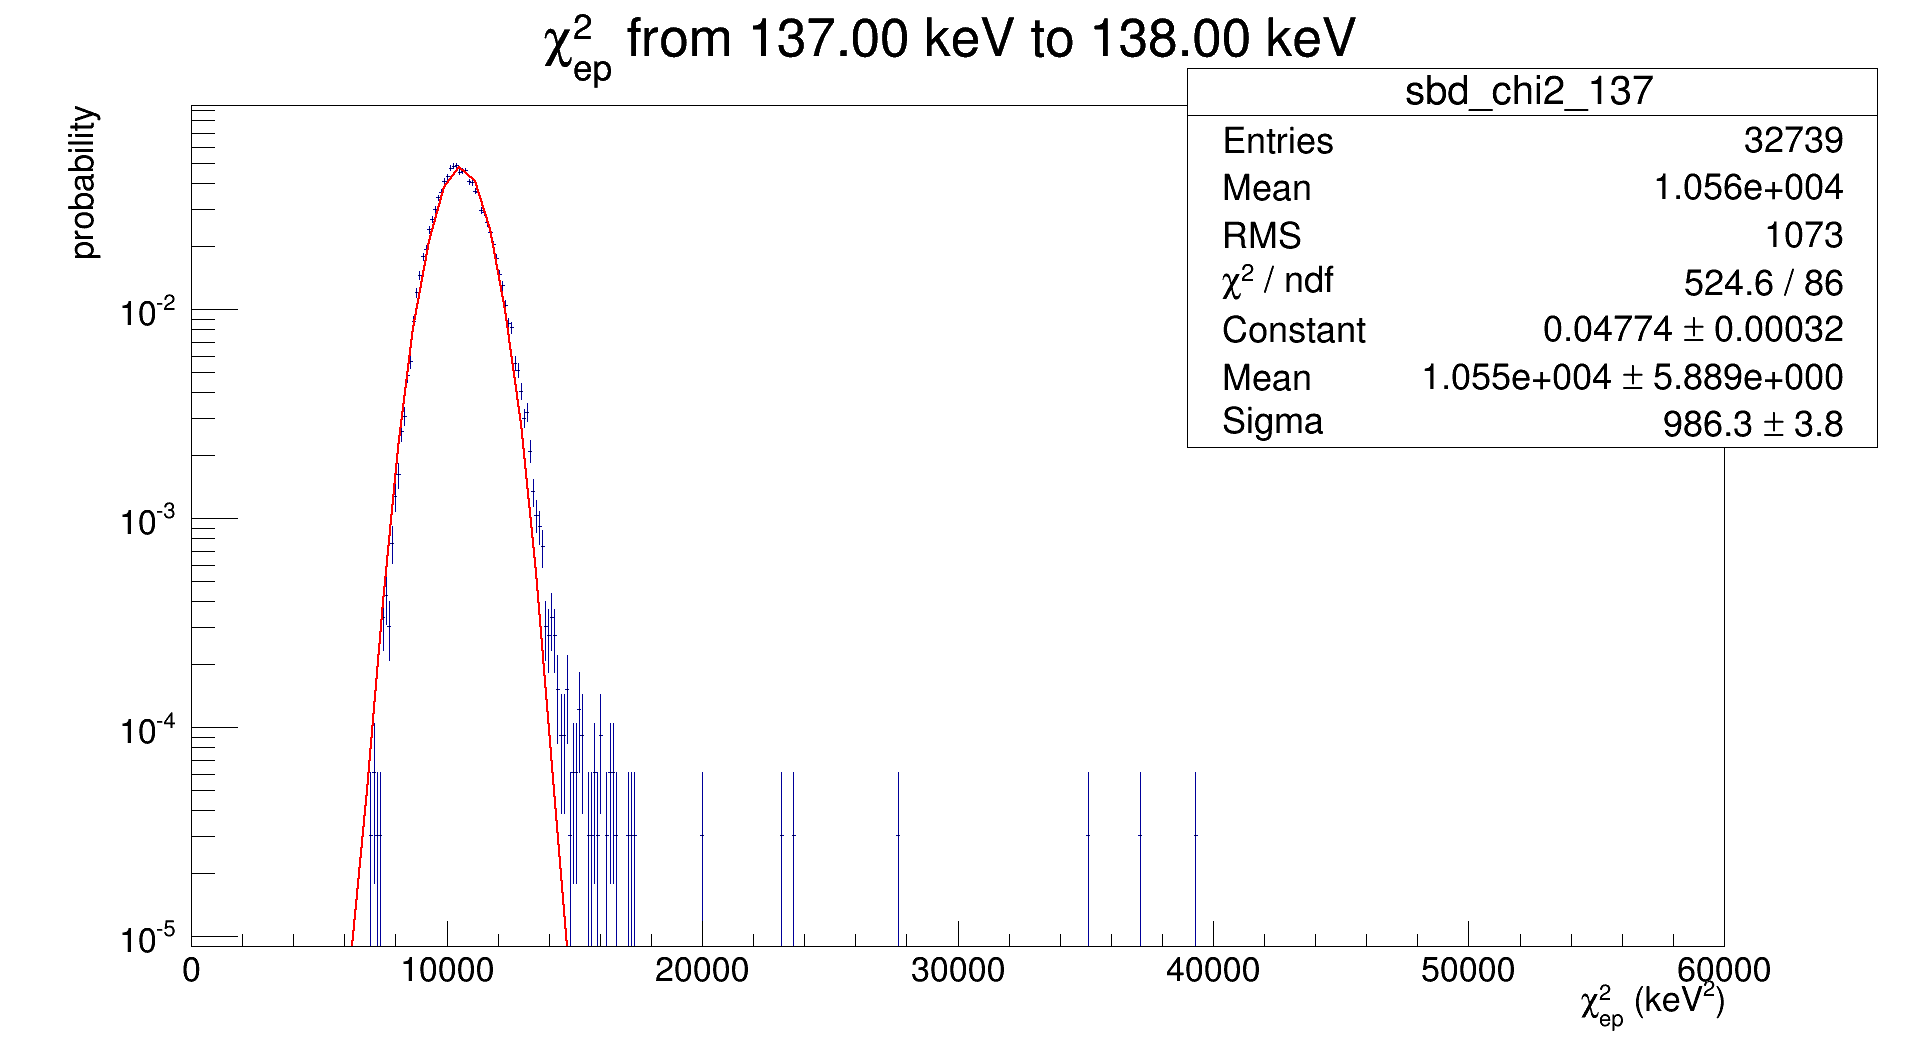 χ²ep from 137.00 keV to 138.00 keV
sbd_chi2_137
Entries 32739
Mean 1.056e+004
RMS 1073
χ² / ndf 524.6 / 86
Constant 0.04774 ± 0.00032
Mean 1.055e+004 ± 5.889e+000
Sigma 986.3 ± 3.8
probability
10⁻²
10⁻³
10⁻⁴
10⁻⁵
0 10000 20000 30000 40000 50000 60000
χ²ep (keV²)